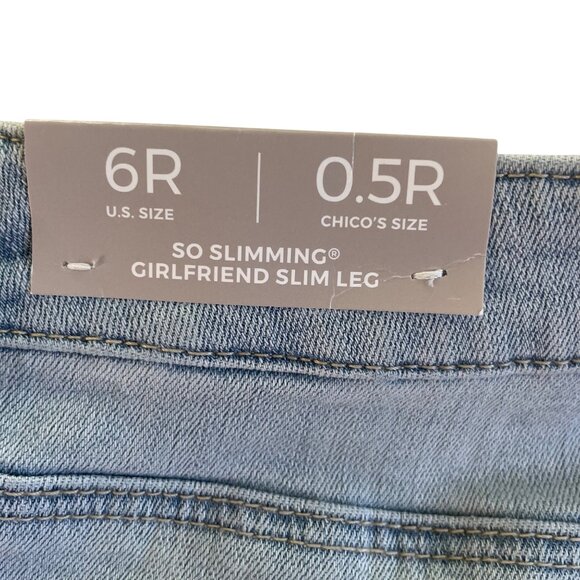 6R
U.S. SIZE
0.5R
CHICO'S SIZE
SO SLIMMING®
GIRLFRIEND SLIM LEG